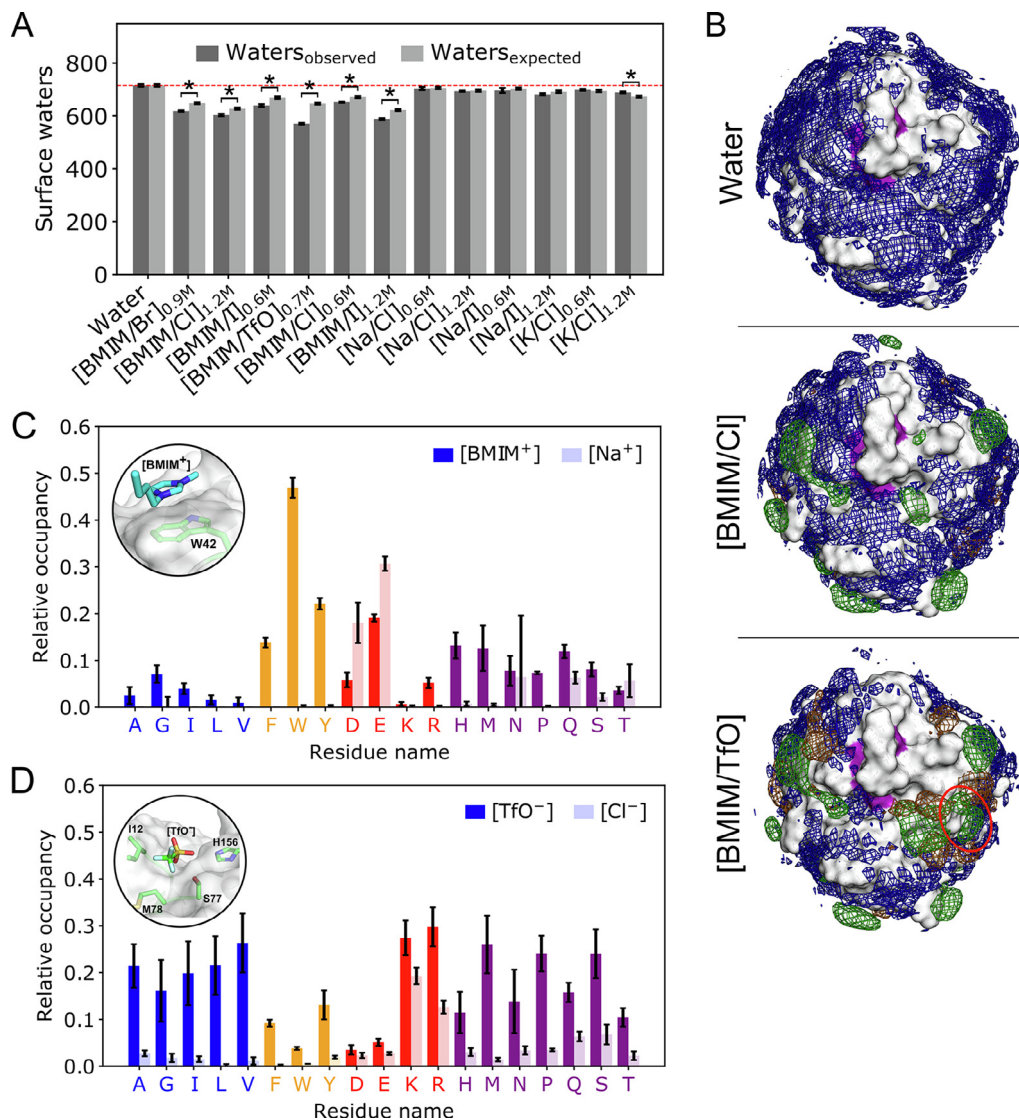 A
Waters_observed Waters_expected
800
600
400
200
0
Surface waters
* * * * * * *
Water
[BMIM/Br]0.9M
[BMIM/Cl]1.2M
[BMIM/I]0.6M
[BMIM/TfO]0.7M
[BMIM/Cl]0.6M
[BMIM/I]1.2M
[Na/Cl]0.6M
[Na/Cl]1.2M
[Na/I]0.6M
[Na/I]1.2M
[K/Cl]0.6M
[K/Cl]1.2M
B
Water
[BMIM/Cl]
[BMIM/TfO]
C
[BMIM+] [Na+]
[BMIM+]
W42
0.6
0.5
0.4
0.3
0.2
0.1
0.0
Relative occupancy
A G I L V F W Y D E K R H M N P Q S T
Residue name
D
[TfO−] [Cl−]
I12
[TfO-]
H156
S77
M78
0.6
0.5
0.4
0.3
0.2
0.1
0.0
Relative occupancy
A G I L V F W Y D E K R H M N P Q S T
Residue name